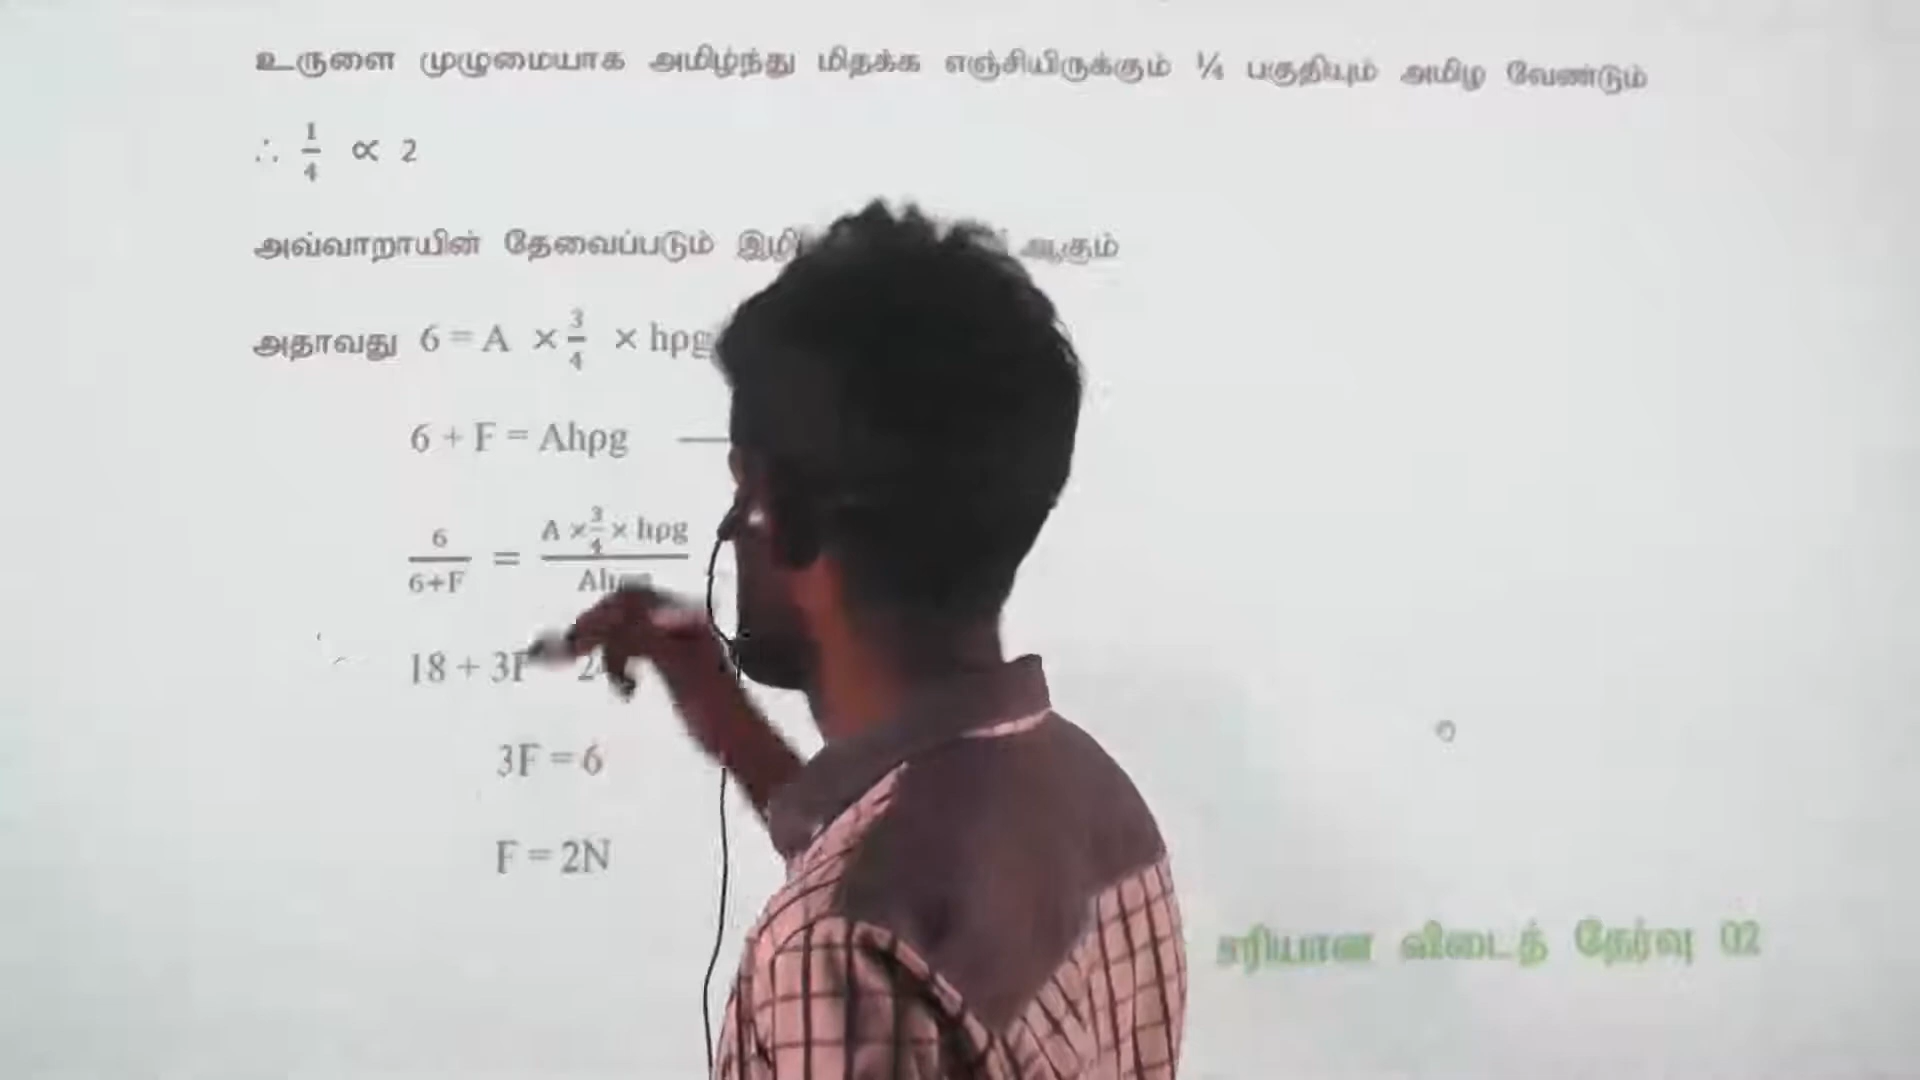 உருளை முழுமையாக அமிழ்ந்து மிதக்க எஞ்சியிருக்கும் ¼ பகுதியும் அமிழ வேண்டும்
∴ 1/4 ∝ 2
அவ்வாறாயின் தேவைப்படும் ஆகும்
அதாவது 6 = A × 3/4 × hρg
6 + F = Ahρg
6/(6+F) = (A × 3/4 × hρg)/
18 + 3F
3F = 6
F = 2N
சரியான விடைத் தேர்வு 02